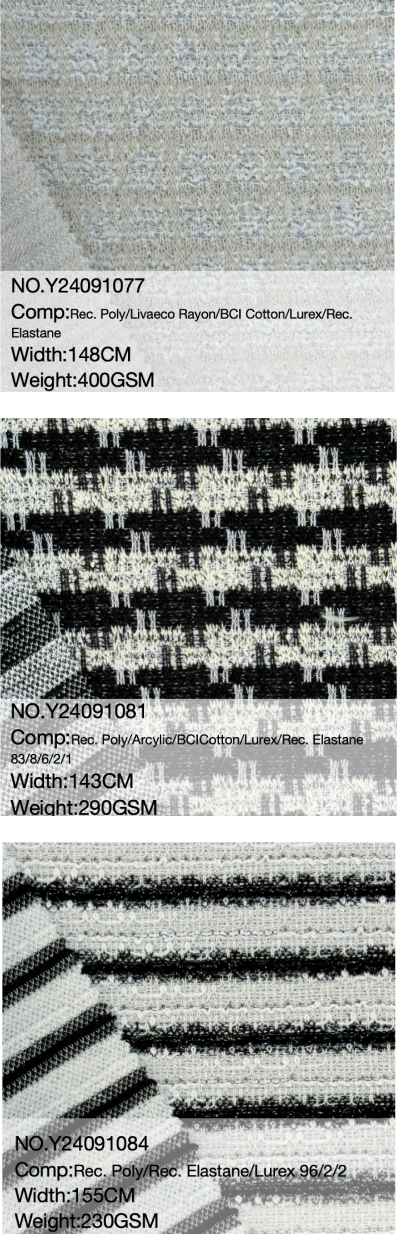 NO.Y24091077
Comp:Rec. Poly/Livaeco Rayon/BCI Cotton/Lurex/Rec.
Elastane
Width:148CM
Weight:400GSM
NO.Y24091081
Comp:Rec. Poly/Arcylic/BCICotton/Lurex/Rec. Elastane
83/8/6/2/1
Width:143CM
Weight:290GSM
NO.Y24091084
Comp:Rec. Poly/Rec. Elastane/Lurex 96/2/2
Width:155CM
Weight:230GSM